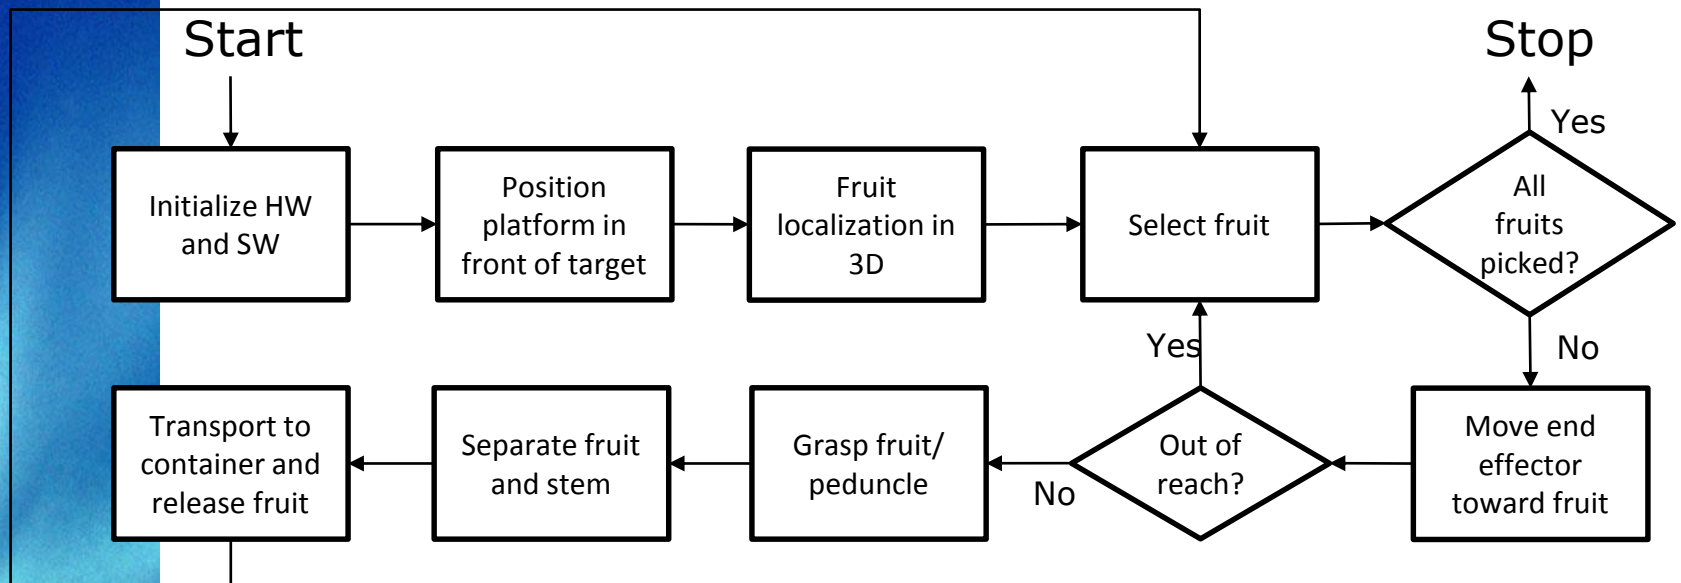 Start
Stop
Yes
Initialize HW
and SW
Position
platform in
front of target
Fruit
localization in
3D
Select fruit
All
fruits
picked?
Yes
No
Transport to
container and
release fruit
Separate fruit
and stem
Grasp fruit/
peduncle
No
Out of
reach?
Move end
effector
toward fruit